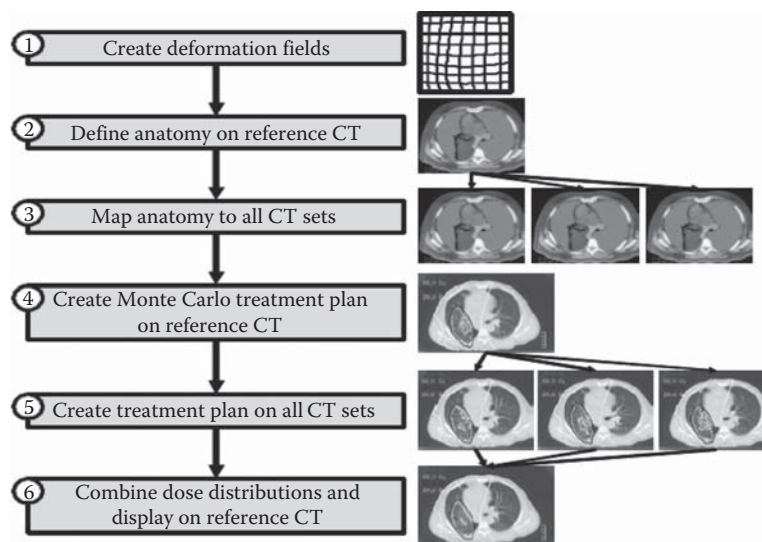 1
Create deformation fields
2
Define anatomy on reference CT
3
Map anatomy to all CT sets
4
Create Monte Carlo treatment plan
on reference CT
5
Create treatment plan on all CT sets
6
Combine dose distributions and
display on reference CT